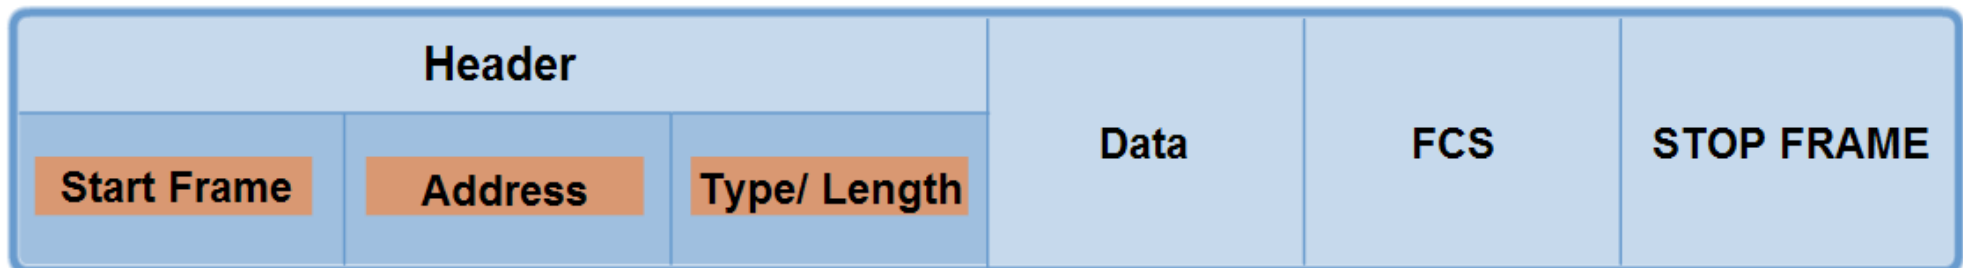 Header
Start Frame
Address
Type/ Length
Data
FCS
STOP FRAME